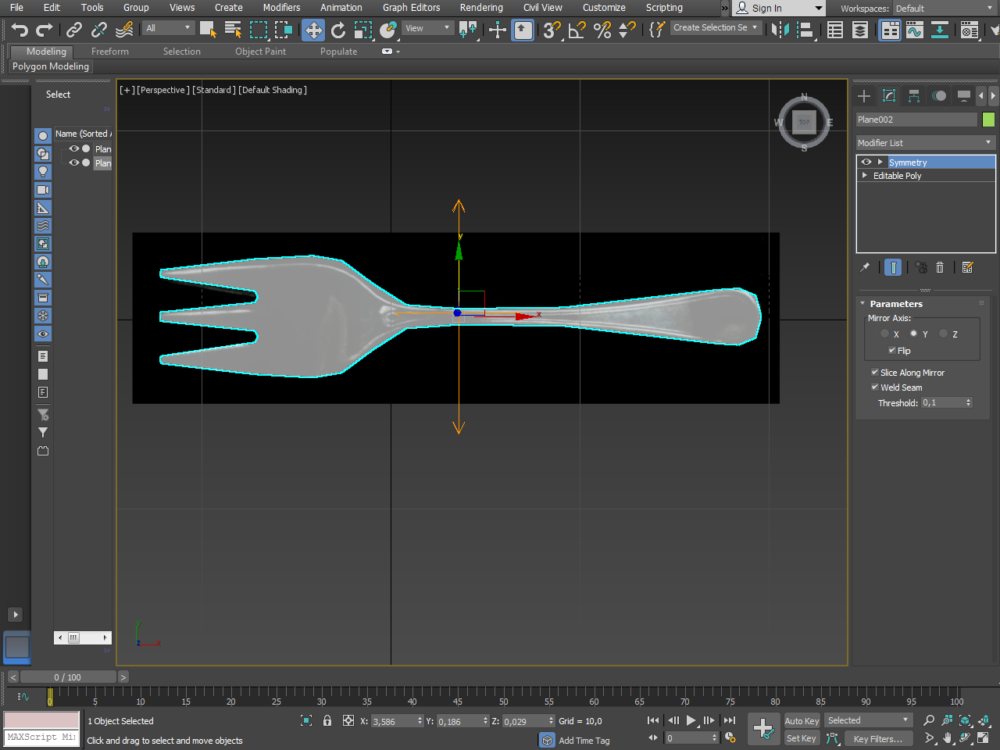 File Edit Tools Group Views Create Modifiers Animation Graph Editors Rendering Civil View Customize Scripting » Sign In Workspaces: Default
All View 3 Create Selection Se
Modeling Freeform Selection Object Paint Populate
Polygon Modeling
Select
Name (Sorted A
Plan
Plan
[+] [Perspective] [Standard] [Default Shading]
N
W TOP E
S
y
x
y
z x
Plane002
Modifier List
Symmetry
Editable Poly
Parameters
Mirror Axis:
X Y Z
Flip
Slice Along Mirror
Weld Seam
Threshold: 0,1
< 0 / 100 >
0 5 10 15 20 25 30 35 40 45 50 55 60 65 70 75 80 85 90 95 100
1 Object Selected X: 3,586 Y: 0,186 Z: 0,029 Grid = 10,0 Auto Key Selected
MAXScript Mi Click and drag to select and move objects Add Time Tag 0 Set Key Key Filters...